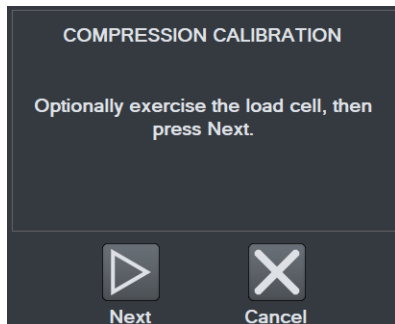 COMPRESSION CALIBRATION
Optionally exercise the load cell, then
press Next.
Next
Cancel